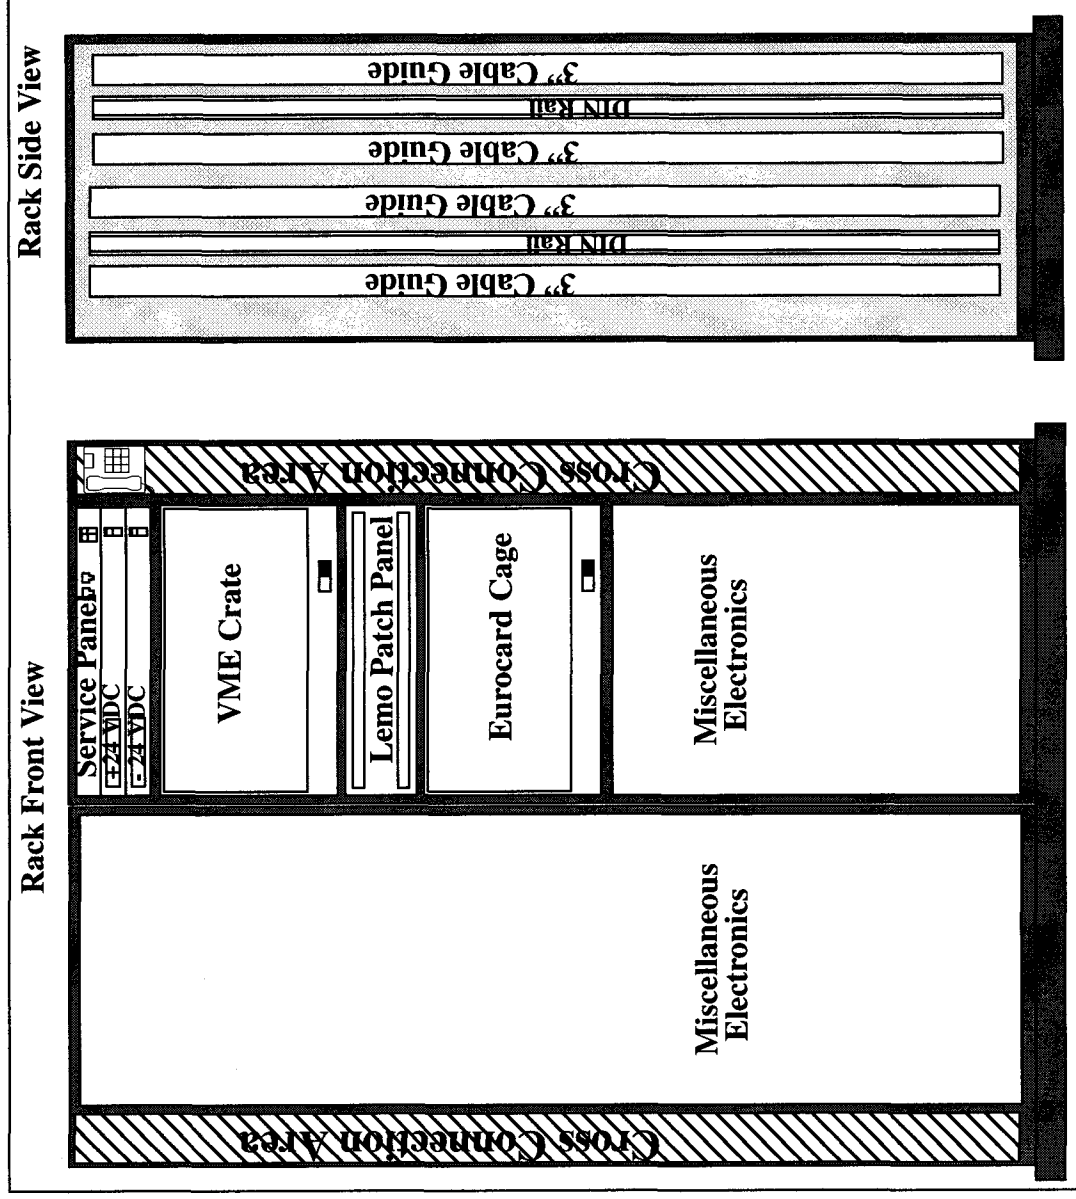 Rack Front View
Cross Connection Area
Miscellaneous
Electronics
Service Panel
+24 VDC
- 24 VDC
VME Crate
Lemo Patch Panel
Eurocard Cage
Miscellaneous
Electronics
Cross Connection Area
Rack Side View
3” Cable Guide
DIN Rail
3” Cable Guide
3” Cable Guide
DIN Rail
3” Cable Guide